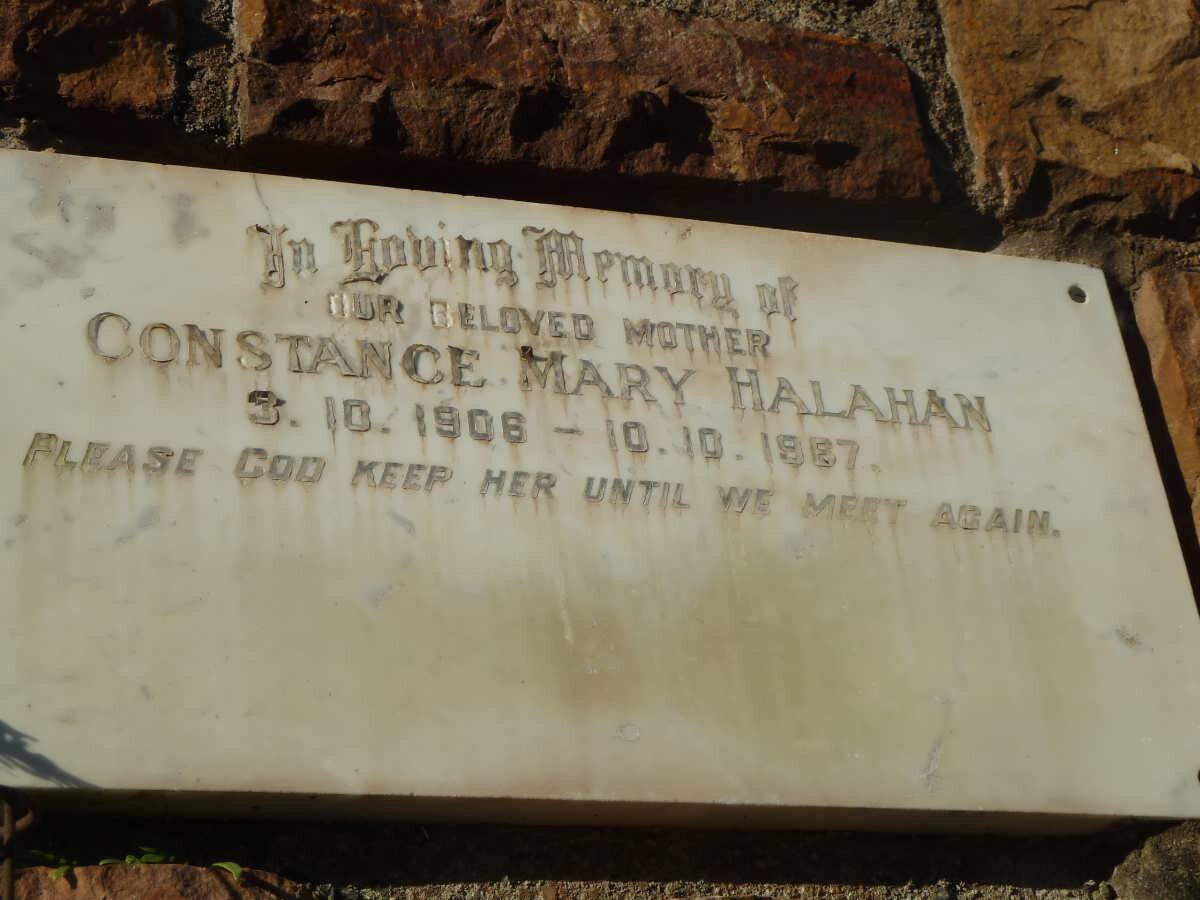 In Loving Memory of
OUR BELOVED MOTHER
CONSTANCE MARY HALAHAN
3. 10. 1906 – 10. 10. 1967.
PLEASE GOD KEEP HER UNTIL WE MEET AGAIN.